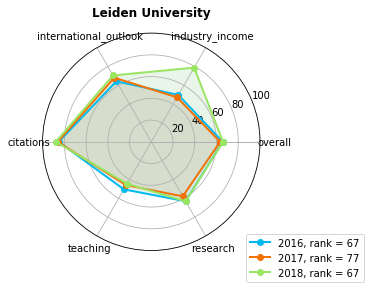 Leiden University
international_outlook
industry_income
100
80
60
40
20
citations
overall
teaching
research
2016, rank = 67
2017, rank = 77
2018, rank = 67